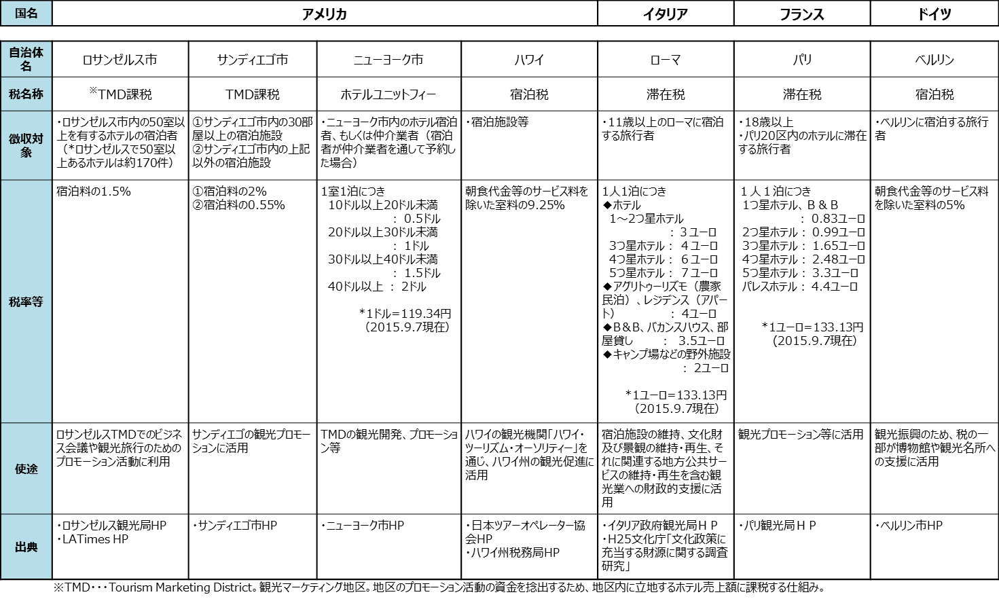 国名
アメリカ
イタリア
フランス
ドイツ
自治体
名
ロサンゼルス市
サンディエゴ市
ニューヨーク市
ハワイ
ローマ
パリ
ベルリン
税名称
※TMD課税
TMD課税
ホテルユニットフィー
宿泊税
滞在税
滞在税
宿泊税
徴収対
象
・ロサンゼルス市内の50室以
上を有するホテルの宿泊者
（*ロサンゼルスで50室以
上あるホテルは約170件）
①サンディエゴ市内の30部
屋以上の宿泊施設
②サンディエゴ市内の上記
以外の宿泊施設
・ニューヨーク市内のホテル宿泊
者、もしくは仲介業者（宿泊
者が仲介業者を通して予約し
た場合）
・宿泊施設等
・11歳以上のローマに宿泊
する旅行者
・18歳以上
・パリ20区内のホテルに滞在
する旅行者
・ベルリンに宿泊する旅行
者
税率等
宿泊料の1.5%
①宿泊料の2%
②宿泊料の0.55%
1室1泊につき
10ドル以上20ドル未満
： 0.5ドル
20ドル以上30ドル未満
： 1ドル
30ドル以上40ドル未満
： 1.5ドル
40ドル以上 ： 2ドル
*1ドル＝119.34円
（2015.9.7現在）
朝食代金等のサービス料を
除いた室料の9.25%
1人1泊につき
◆ホテル
1～2つ星ホテル
： 3 ユーロ
3つ星ホテル： 4 ユーロ
4つ星ホテル： 6 ユーロ
5つ星ホテル： 7 ユーロ
◆アグリトゥーリズモ（農家
民泊）、レジデンス（アパー
ト） ： 4ユーロ
◆B＆B、バカンスハウス、部
屋貸し ： 3.5ユーロ
◆キャンプ場などの野外施設
： 2ユーロ
*1ユーロ＝133.13円
（2015.9.7現在）
１人１泊につき
1つ星ホテル、Ｂ＆Ｂ
： 0.83ユーロ
2つ星ホテル： 0.99ユーロ
3つ星ホテル： 1.65ユーロ
4つ星ホテル： 2.48ユーロ
5つ星ホテル： 3.3ユーロ
パレスホテル： 4.4ユーロ
*1ユーロ＝133.13円
（2015.9.7現在）
朝食代金等のサービス料
を除いた室料の5%
使途
ロサンゼルスTMDでのビジネ
ス会議や観光旅行のための
プロモーション活動に利用
サンディエゴの観光プロモー
ションに活用
TMDの観光開発、プロモーショ
ン等
ハワイの観光機関「ハワイ・
ツーリズム・オーソリティー」を
通じ、ハワイ州の観光促進に
活用
宿泊施設の維持、文化財
及び景観の維持・再生、そ
れに関連する地方公共サー
ビスの維持・再生を含む観
光業への財政的支援に活
用
観光プロモーション等に活用
観光振興のため、税の一
部が博物館や観光名所へ
の支援に活用
出典
・ロサンゼルス観光局HP
・LATimes HP
・サンディエゴ市HP
・ニューヨーク市HP
・日本ツアーオペレーター協
会HP
・ハワイ州税務局HP
・イタリア政府観光局ＨＰ
・H25文化庁「文化政策に
充当する財源に関する調査
研究」
・パリ観光局ＨＰ
・ベルリン市HP
※TMD・・・Tourism Marketing District。観光マーケティング地区。地区のプロモーション活動の資金を捻出するため、地区内に立地するホテル売上額に課税する仕組み。